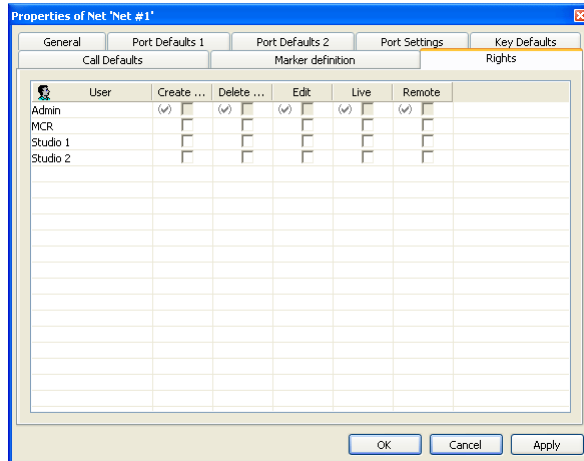 Properties of Net 'Net #1'
General Port Defaults 1 Port Defaults 2 Port Settings Key Defaults
Call Defaults Marker definition Rights
User Create ... Delete ... Edit Live Remote
Admin
MCR
Studio 1
Studio 2
OK Cancel Apply